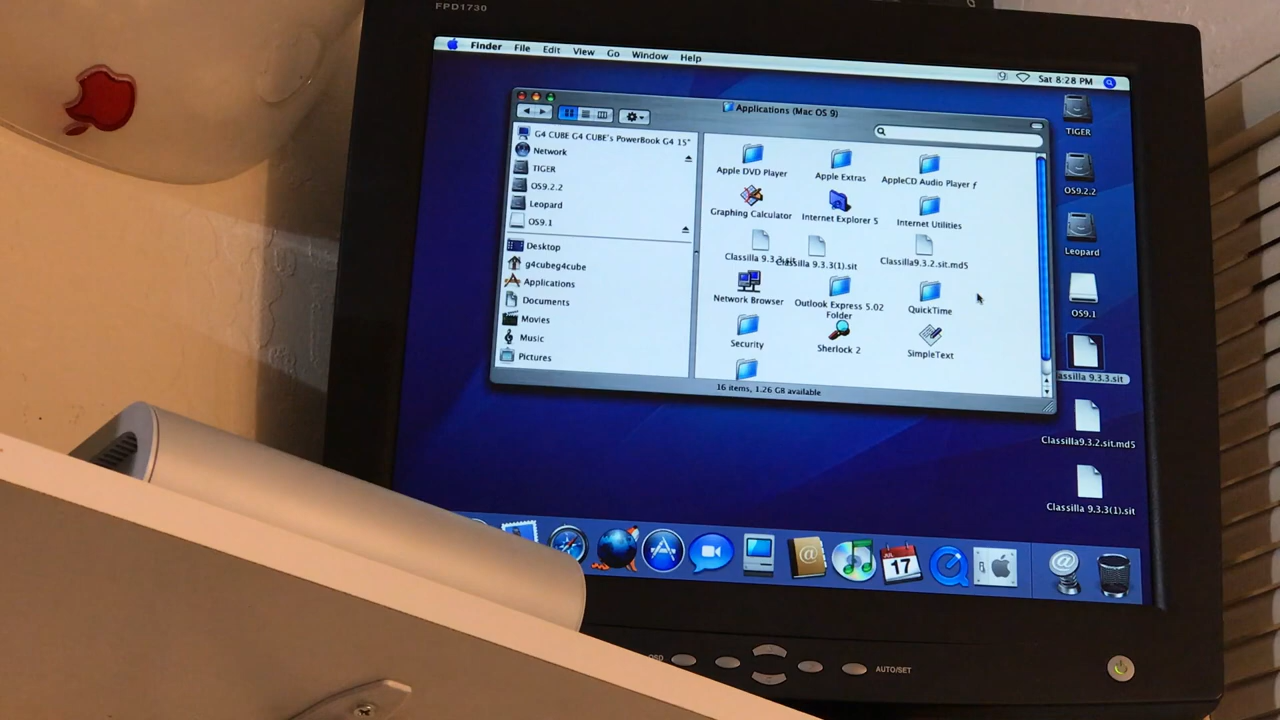 FPD1730
Finder File Edit View Go Window Help
Sat 8:28 PM
Applications (Mac OS 9)
G4 CUBE G4 CUBE's PowerBook G4 15"
Network
TIGER
OS9.2.2
Leopard
OS9.1
Desktop
g4cubeg4cube
Applications
Documents
Movies
Music
Pictures
Apple DVD Player
Apple Extras
AppleCD Audio Player f
Graphing Calculator
Internet Explorer 5
Internet Utilities
Classilla 9.3.3.sit
Classilla 9.3.3(1).sit
Classilla9.3.2.sit.md5
Network Browser
Outlook Express 5.02
Folder
QuickTime
Security
Sherlock 2
SimpleText
16 items, 1.26 GB available
TIGER
OS9.2.2
Leopard
OS9.1
assilla 9.3.3.sit
Classilla9.3.2.sit.md5
Classilla 9.3.3(1).sit
JUL
17
AUTO/SET